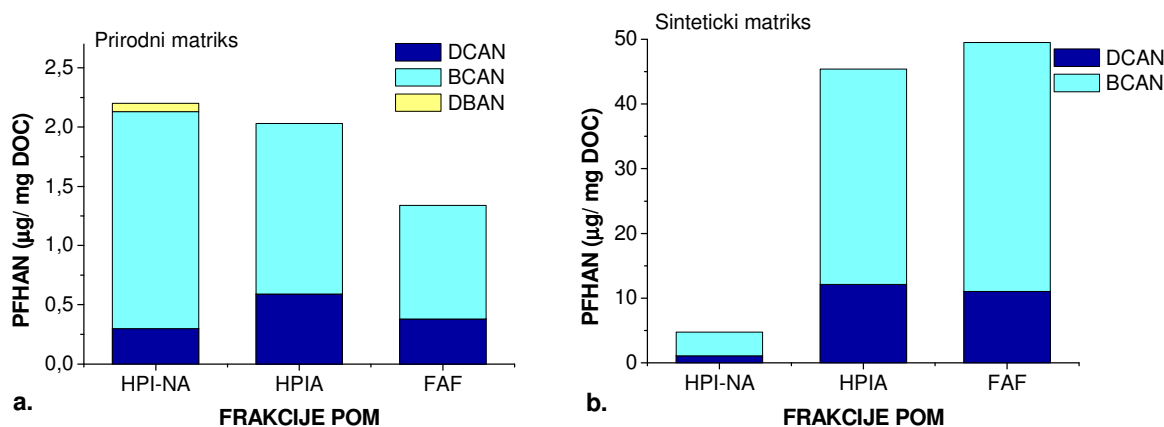 Prirodni matriks
DCAN
BCAN
DBAN
2,5
2,0
1,5
1,0
0,5
0,0
PFHAN (µg/ mg DOC)
HPI-NA HPIA FAF
a. FRAKCIJE POM
Sinteticki matriks
DCAN
BCAN
50
40
30
20
10
0
PFHAN (µg/ mg DOC)
HPI-NA HPIA FAF
b. FRAKCIJE POM